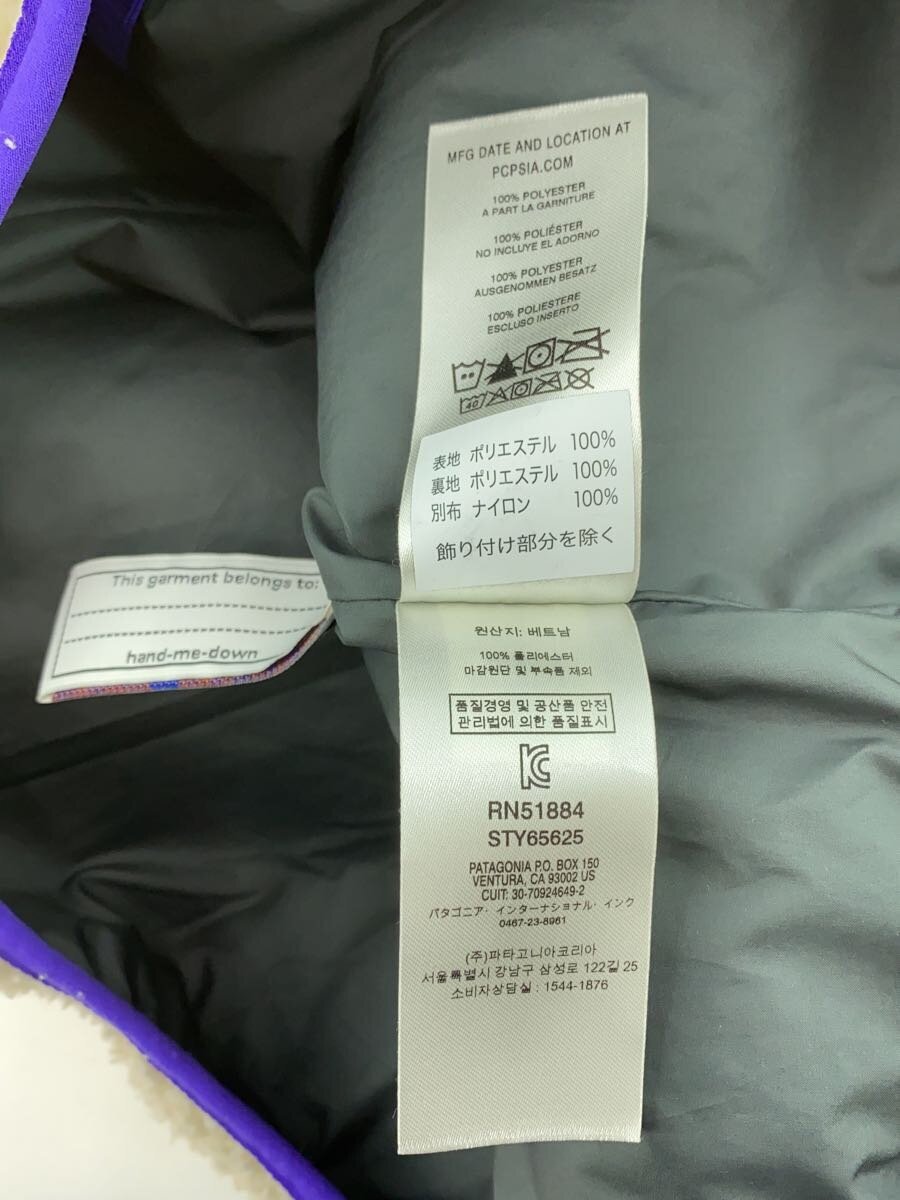 MFG DATE AND LOCATION AT
PCPSIA.COM
100% POLYESTER
A PART LA GARNITURE
100% POLIÉSTER
NO INCLUYE EL ADORNO
100% POLYESTER
AUSGENOMMEN BESATZ
100% POLIESTERE
ESCLUSO INSERTO
40
表地 ポリエステル 100%
裏地 ポリエステル 100%
別布 ナイロン 100%
飾り付け部分を除く
This garment belongs to:
hand-me-down
원산지: 베트남
100% 폴리에스터
마감원단 및 부속품 제외
품질경영 및 공산품 안전
관리법에 의한 품질표시
RN51884
STY65625
PATAGONIA P.O. BOX 150
VENTURA, CA 93002 US
CUIT: 30-70924649-2
パタゴニア・インターナショナル・インク
0467-23-8961
(주)파타고니아코리아
서울특별시 강남구 삼성로 122길 25
소비자상담실 : 1544-1876